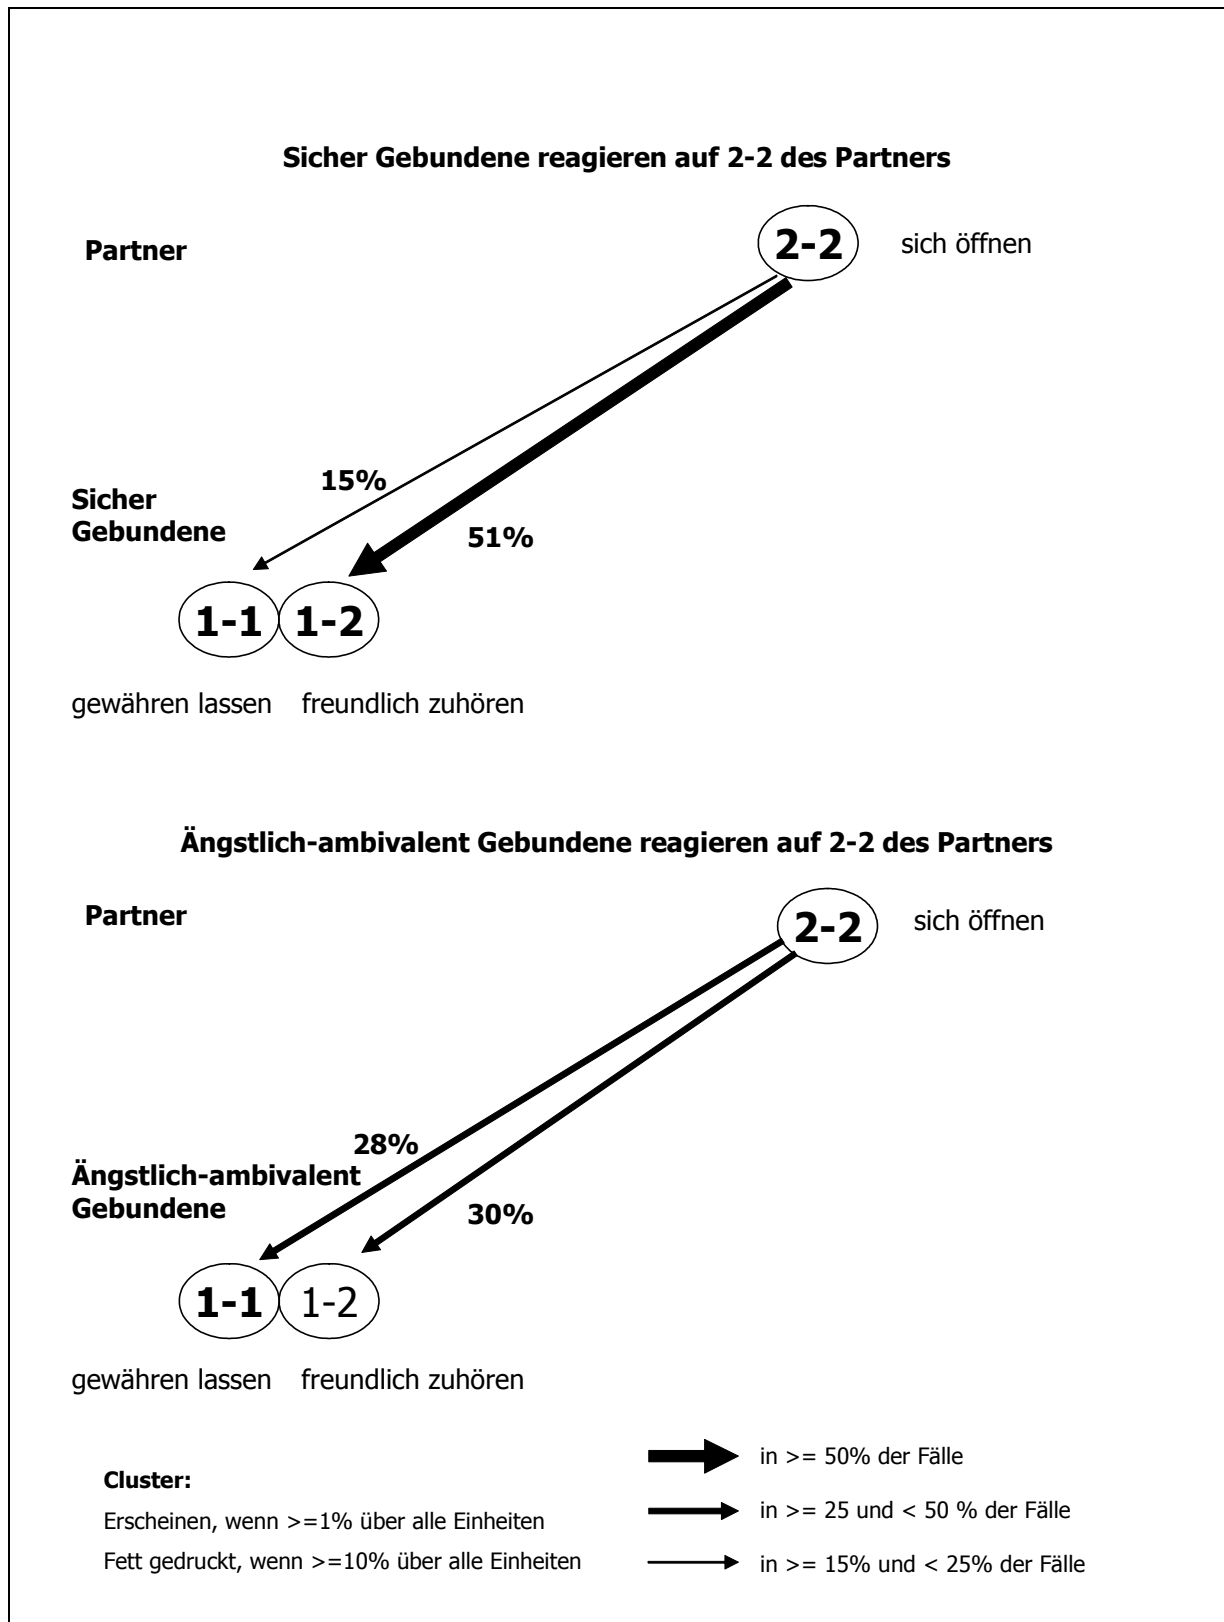 Sicher Gebundene reagieren auf 2-2 des Partners
Partner
2-2
sich öffnen
15%
Sicher
Gebundene
51%
1-1
1-2
gewähren lassen
freundlich zuhören
Ängstlich-ambivalent Gebundene reagieren auf 2-2 des Partners
Partner
2-2
sich öffnen
28%
Ängstlich-ambivalent
Gebundene
30%
1-1
1-2
gewähren lassen
freundlich zuhören
Cluster:
Erscheinen, wenn >=1% über alle Einheiten
Fett gedruckt, wenn >=10% über alle Einheiten
in >= 50% der Fälle
in >= 25 und < 50 % der Fälle
in >= 15% und < 25% der Fälle